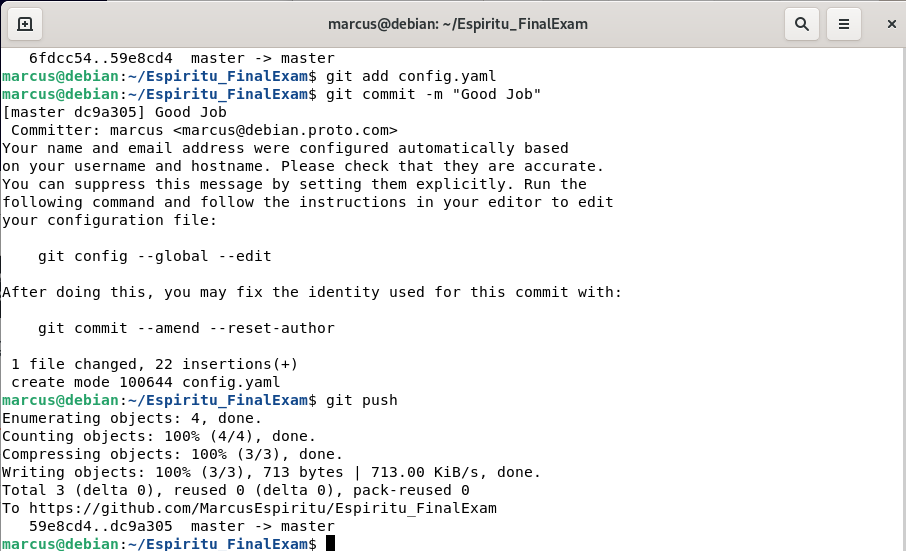 marcus@debian: ~/Espiritu_FinalExam
6fdcc54..59e8cd4  master -> master
marcus@debian:~/Espiritu_FinalExam$ git add config.yaml
marcus@debian:~/Espiritu_FinalExam$ git commit -m "Good Job"
[master dc9a305] Good Job
Committer: marcus <marcus@debian.proto.com>
Your name and email address were configured automatically based
on your username and hostname. Please check that they are accurate.
You can suppress this message by setting them explicitly. Run the
following command and follow the instructions in your editor to edit
your configuration file:
git config --global --edit
After doing this, you may fix the identity used for this commit with:
git commit --amend --reset-author
1 file changed, 22 insertions(+)
create mode 100644 config.yaml
marcus@debian:~/Espiritu_FinalExam$ git push
Enumerating objects: 4, done.
Counting objects: 100% (4/4), done.
Compressing objects: 100% (3/3), done.
Writing objects: 100% (3/3), 713 bytes | 713.00 KiB/s, done.
Total 3 (delta 0), reused 0 (delta 0), pack-reused 0
To https://github.com/MarcusEspiritu/Espiritu_FinalExam
59e8cd4..dc9a305  master -> master
marcus@debian:~/Espiritu_FinalExam$